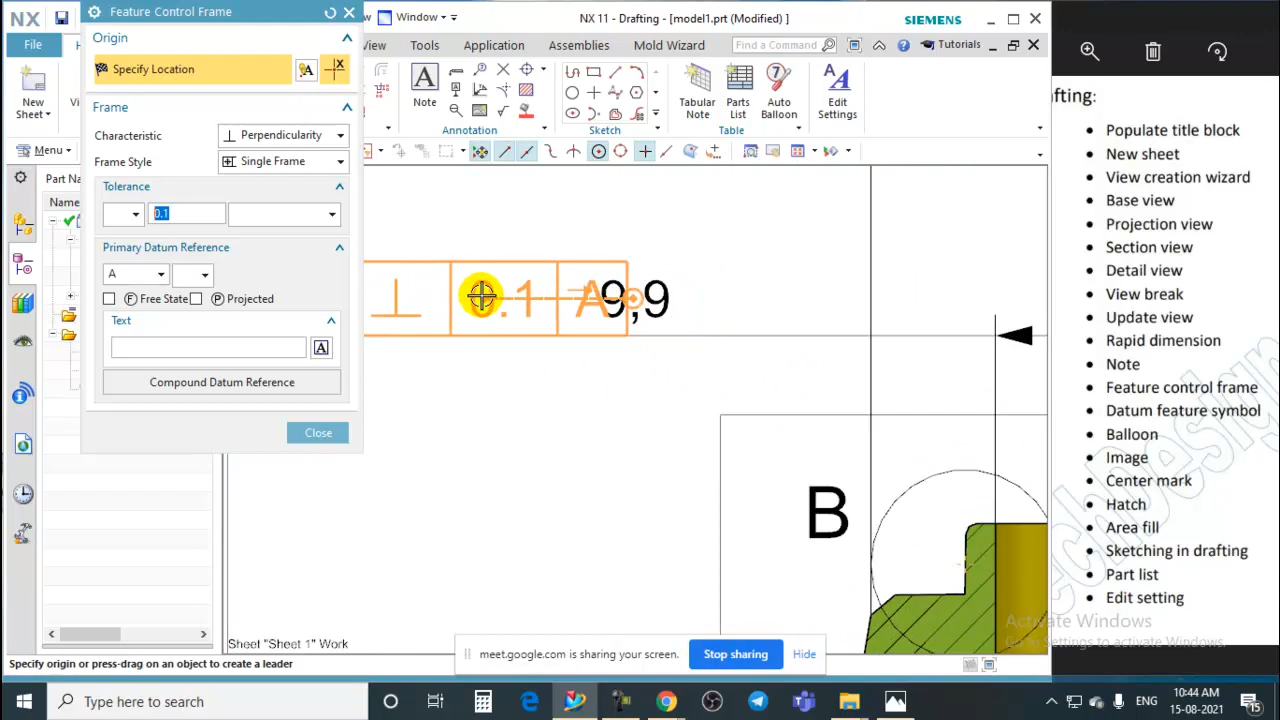 Feature Control Frame
Window
NX 11 - Drafting - [model1.prt (Modified) ]
SIEMENS
NX
File
View
Tools
Application
Assemblies
Mold Wizard
Find a Command
Tutorials
Origin
Specify Location
Frame
Characteristic
Perpendicularity
Frame Style
Single Frame
Tolerance
0.1
Primary Datum Reference
A
F Free State
P Projected
Text
A
Compound Datum Reference
Close
New
Sheet
Note
Annotation
Sketch
Tabular
Note
Parts
List
Auto
Balloon
Table
Edit
Settings
Menu
Part Na
Name
0.1
A
9,9
B
Sheet "Sheet 1" Work
meet.google.com is sharing your screen.
Stop sharing
Hide
Specify origin or press-drag on an object to create a leader
Type here to search
ENG
10:44 AM
15-08-2021
15
afting:
Populate title block
New sheet
View creation wizard
Base view
Projection view
Section view
Detail view
View break
Update view
Rapid dimension
Note
Feature control frame
Datum feature symbol
Balloon
Image
Center mark
Hatch
Area fill
Sketching in drafting
Part list
Edit setting
echDesign
Activate Windows
Go to Settings to activate Windows.